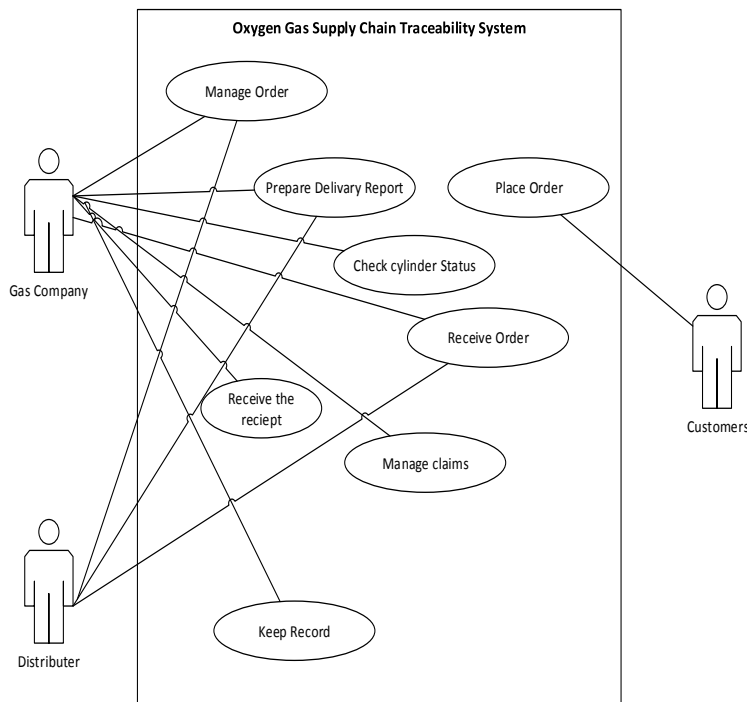 Oxygen Gas Supply Chain Traceability System
Manage Order
Prepare Delivary Report
Place Order
Check cylinder Status
Gas Company
Receive Order
Receive the
reciept
Customers
Manage claims
Keep Record
Distributer